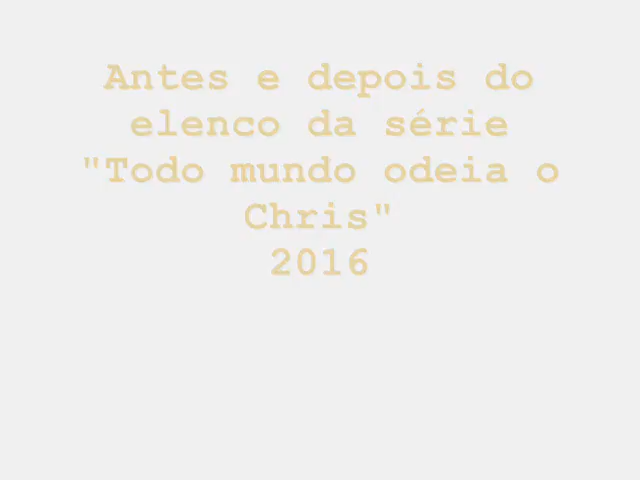 Antes e depois do
elenco da série
"Todo mundo odeia o
Chris"
2016